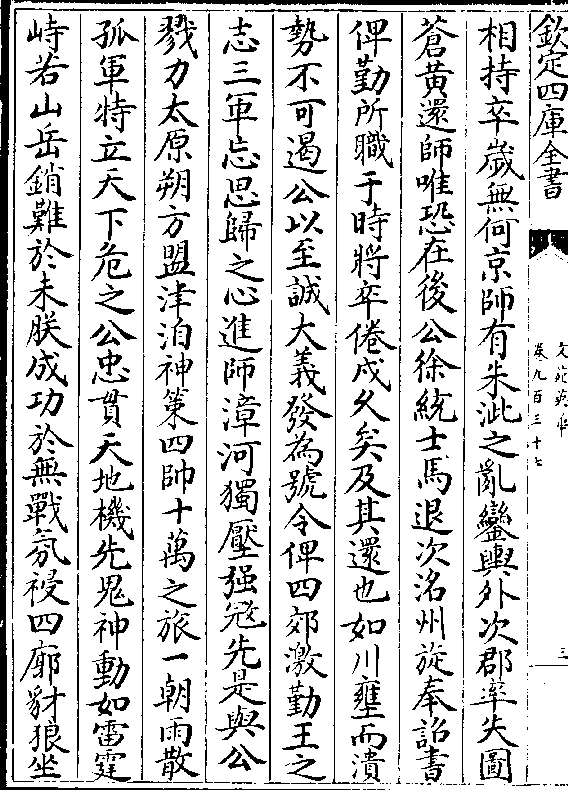 欽定四庫全書
文苑英華
卷九百三十七
三
相持卒嵗無何京師有朱泚之亂鑾輿外次郡率失圖
蒼黄還師唯恐在後公徐統士馬退次洺州旋奉詔書
俾勤所職于時將卒倦戍久矣及其還也如川壅而潰
勢不可遏公以至誠大義發為號令俾四郊激勤王之
志三軍忘思歸之心進師漳河獨壓强冦先是與公
戮力太原朔方盟津洎神䇿四帥十萬之旅一朝雨散
孤軍特立天下危之公忠貫天地機先鬼神動如雷霆
峙若山岳銷難於未朕成功於無戰氛祲四廓豺狼坐